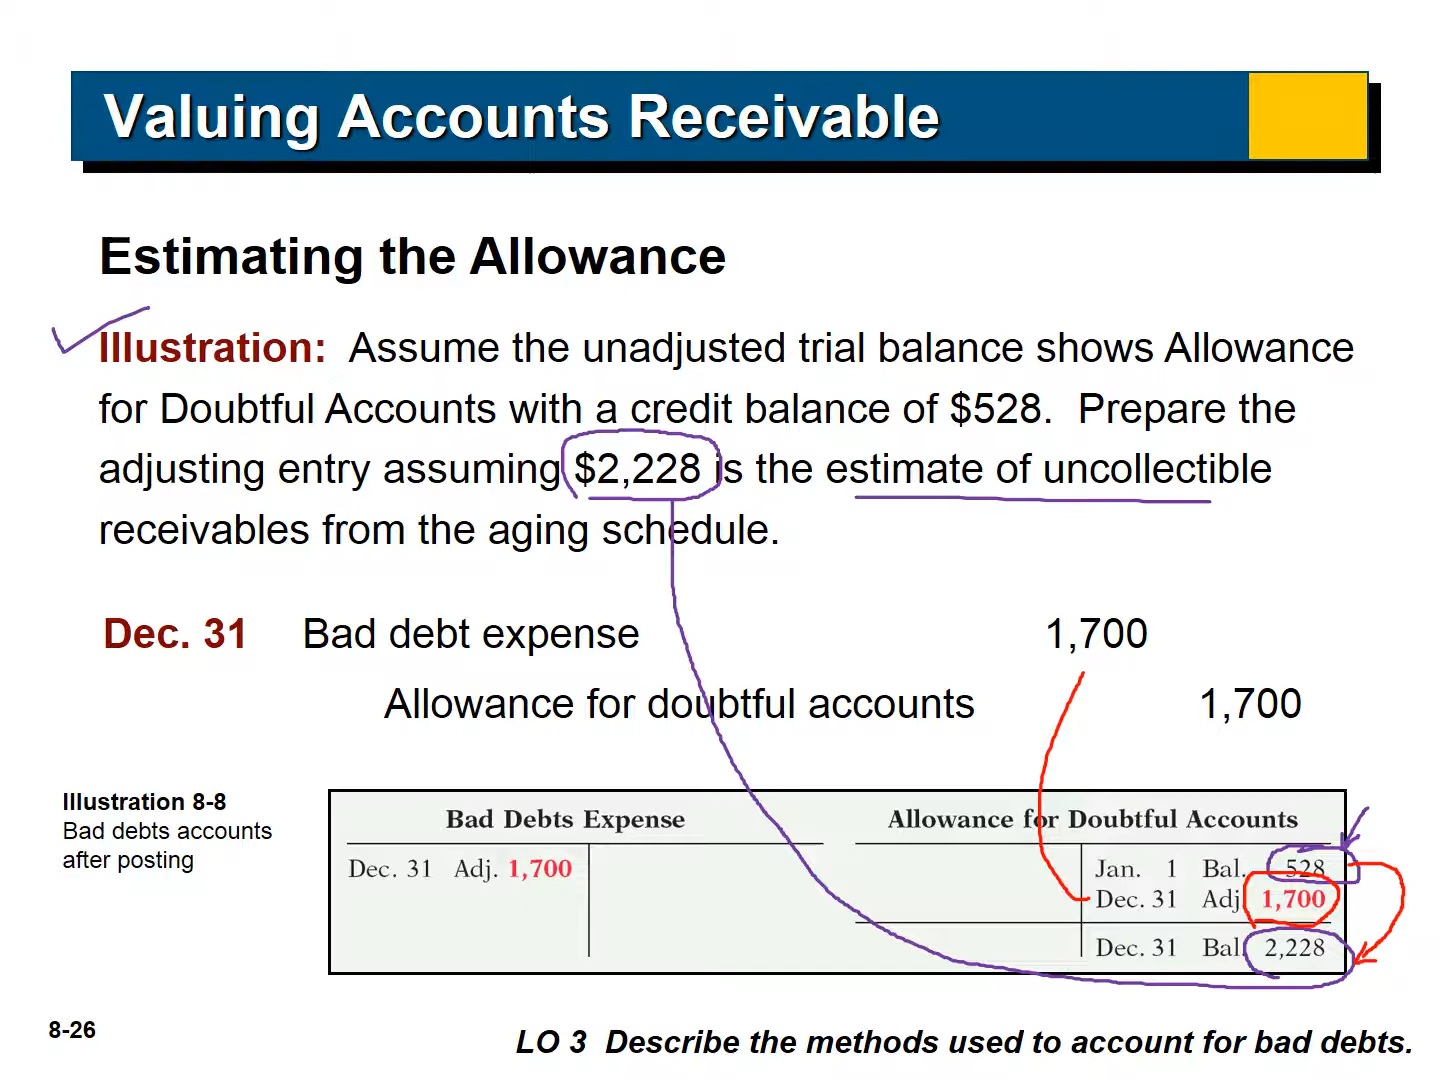 Valuing Accounts Receivable
Estimating the Allowance
Illustration: Assume the unadjusted trial balance shows Allowance
for Doubtful Accounts with a credit balance of $528. Prepare the
adjusting entry assuming $2,228 is the estimate of uncollectible
receivables from the aging schedule.
Dec. 31 Bad debt expense 1,700
Allowance for doubtful accounts 1,700
Illustration 8-8
Bad debts accounts
after posting
Bad Debts Expense
Dec. 31 Adj. 1,700
Allowance for Doubtful Accounts
Jan. 1 Bal. 528
Dec. 31 Adj. 1,700
Dec. 31 Bal. 2,228
8-26
LO 3 Describe the methods used to account for bad debts.